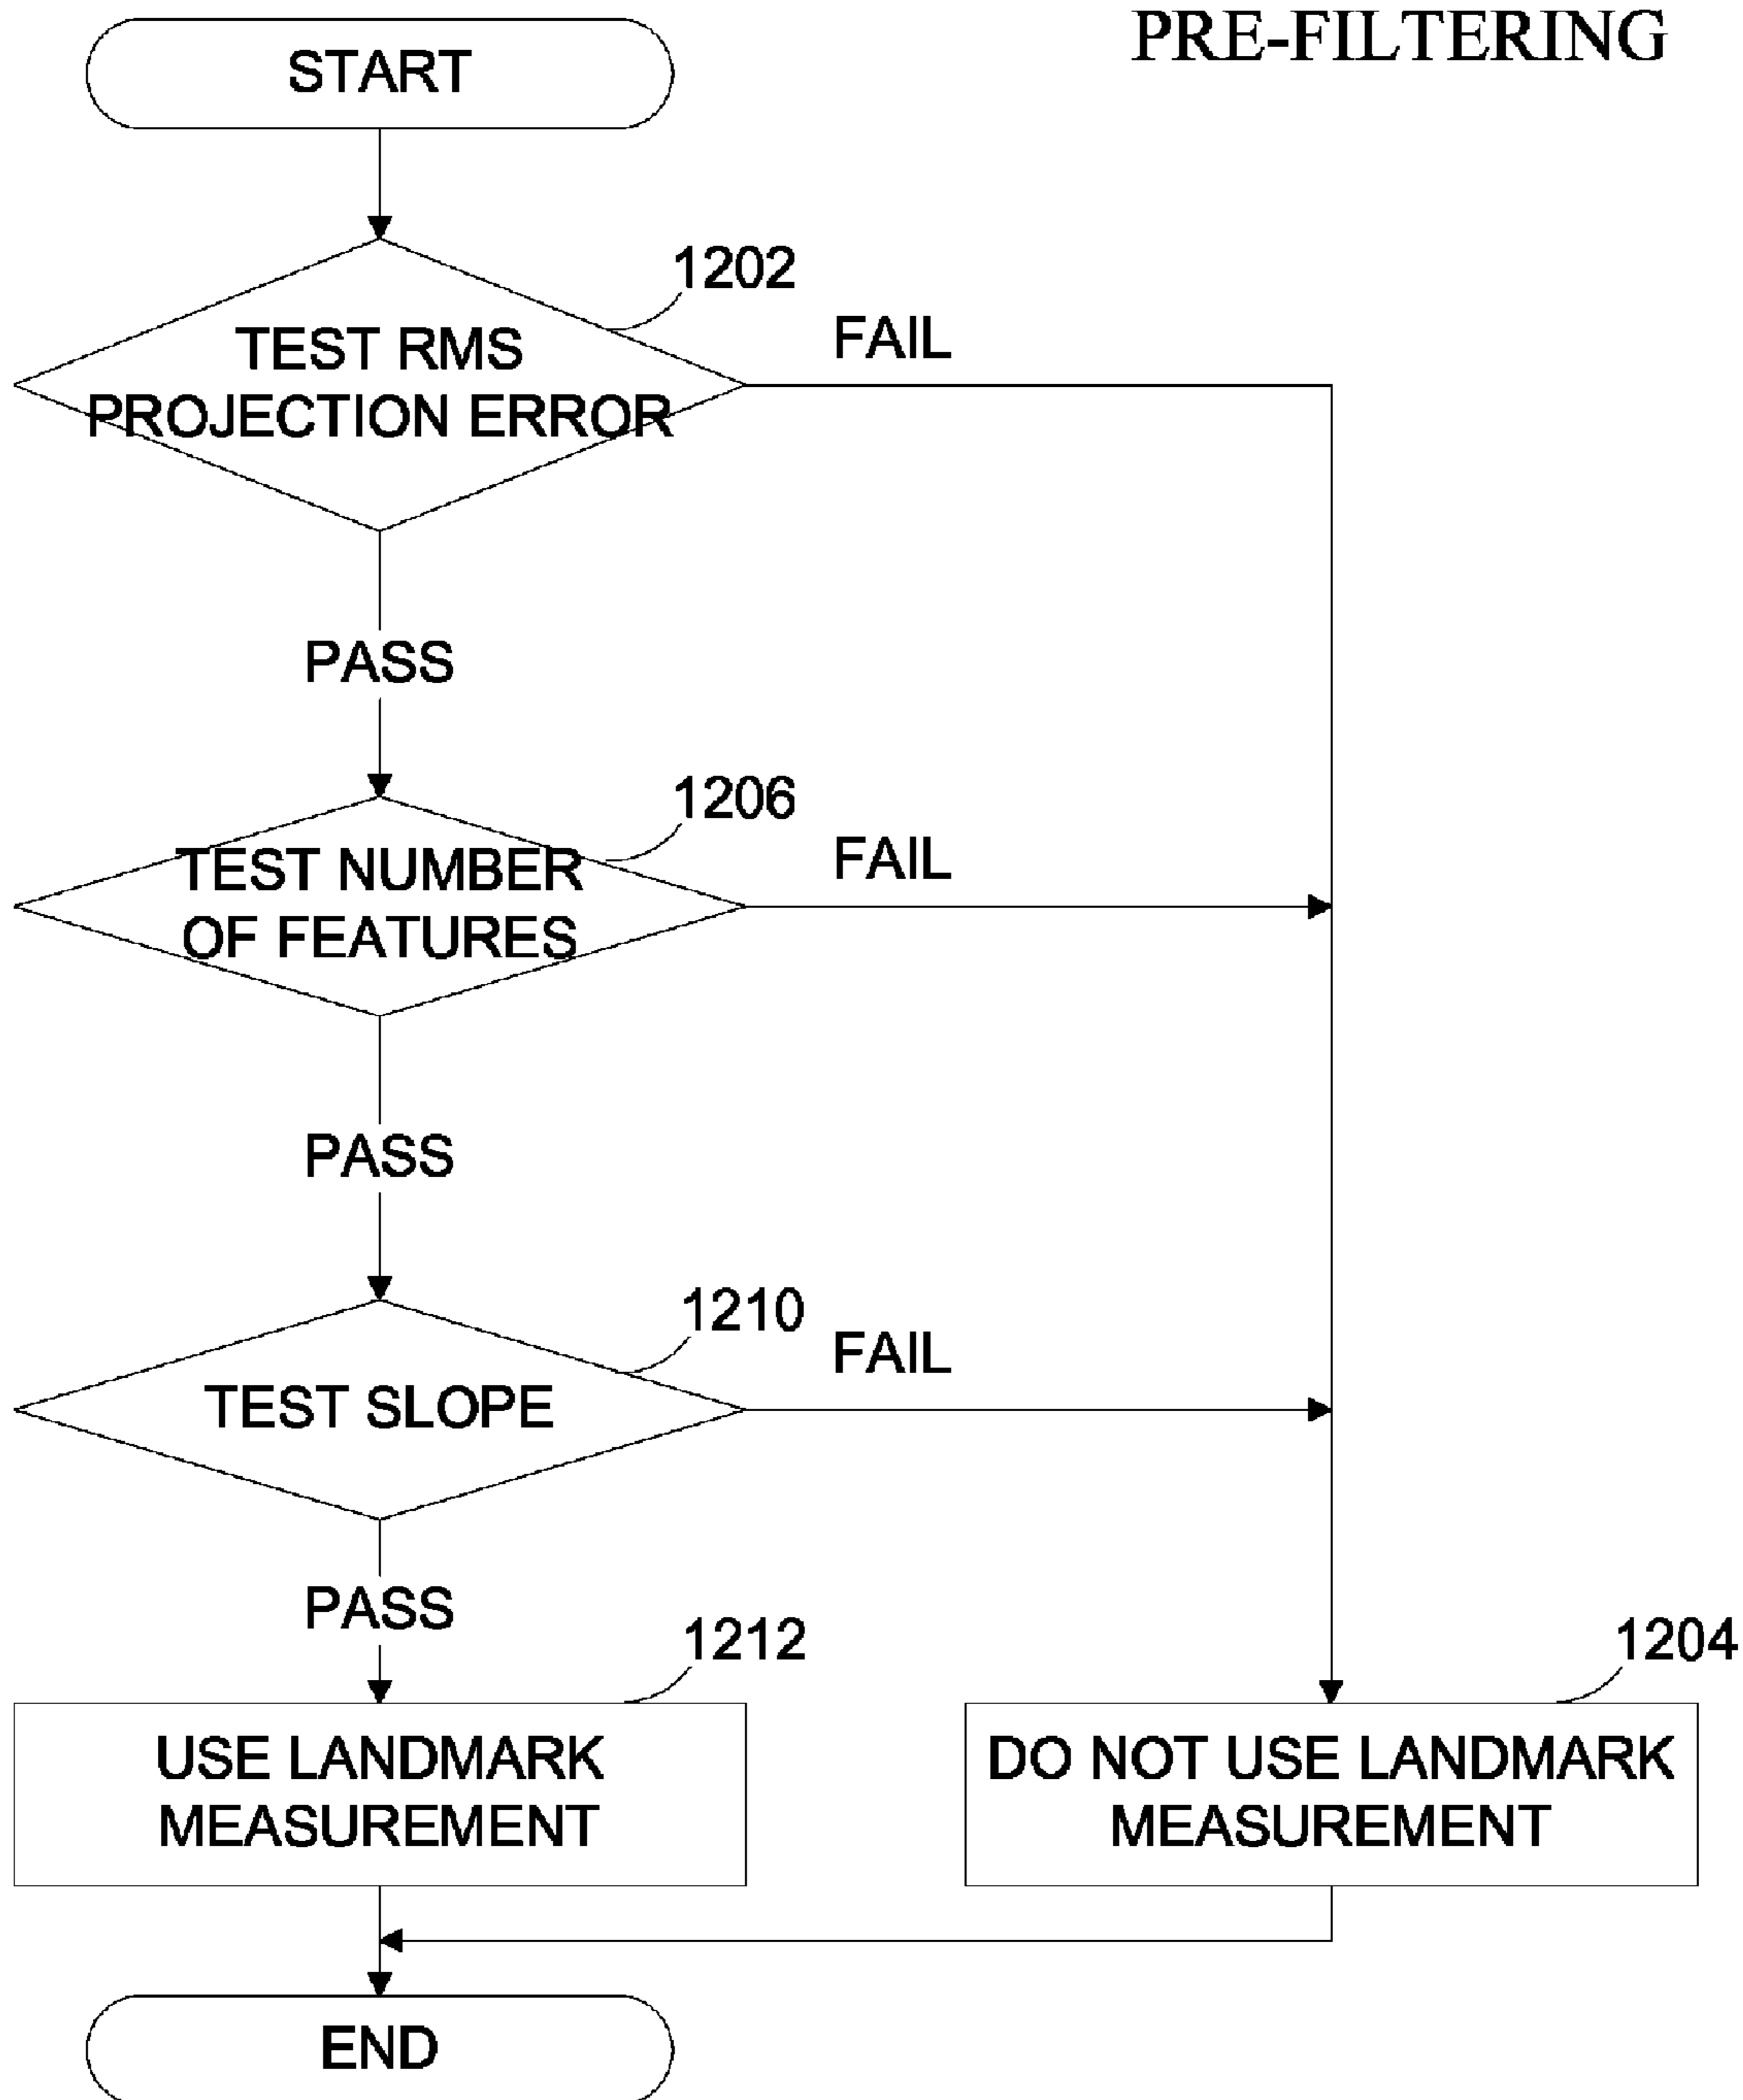 PRE-FILTERING
START
1202
TEST RMS
PROJECTION ERROR
FAIL
PASS
1206
TEST NUMBER
OF FEATURES
FAIL
PASS
1210
TEST SLOPE
FAIL
PASS
1212
USE LANDMARK
MEASUREMENT
1204
DO NOT USE LANDMARK
MEASUREMENT
END